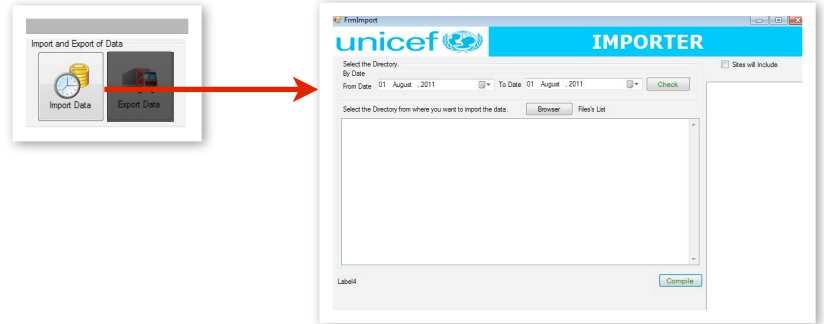 Import and Export of Data
Import Data
Export Data
FrmImport
unicef
IMPORTER
Select the Directory.
By Date
From Date 01 August , 2011 To Date 01 August , 2011 Check
Sites will Include
Select the Directory from where you want to import the data. Browser Files's List
Label4
Compile